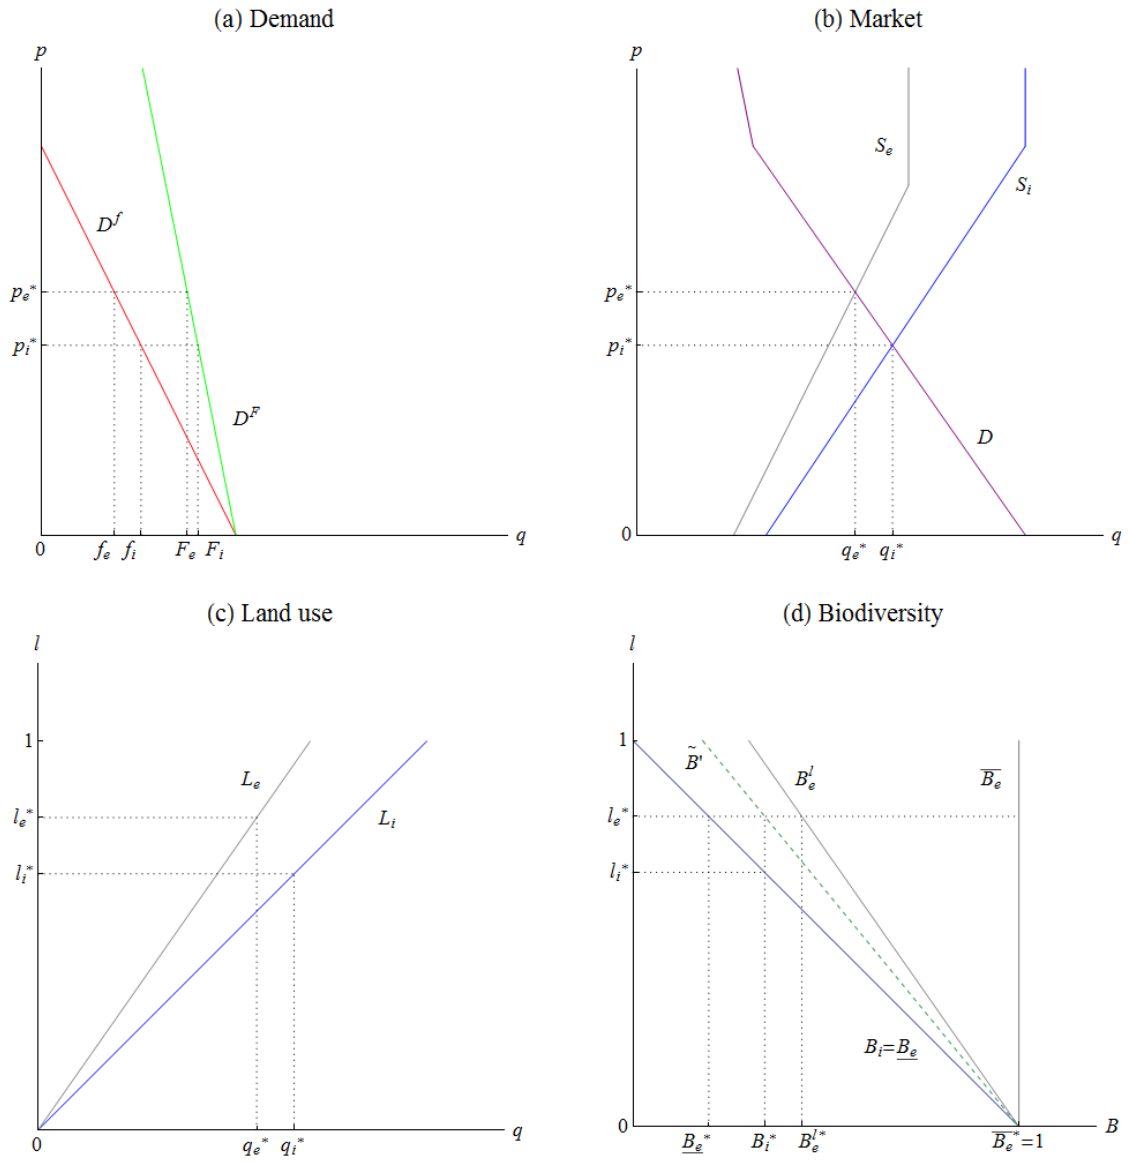 (a) Demand
(b) Market
p
p
S_e
S_i
D^f
p_e*
p_e*
p_i*
p_i*
D^F
D
0
f_e
f_i
F_e
F_i
q
0
q_e*
q_i*
q
(c) Land use
(d) Biodiversity
l
l
1
1
L_e
B̃'
B_e^l
B̅_e̅
l_e*
L_i
l_e*
l_i*
l_i*
B_i=B̲_e̲
0
q_e*
q_i*
q
0
B̲_e̲*
B_i*
B_e^l*
B̅_e̅*=1
B